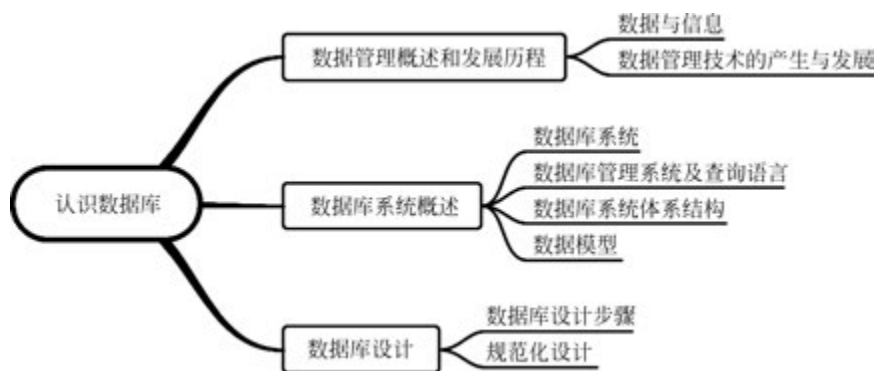 数据与信息
数据管理概述和发展历程
数据管理技术的产生与发展
数据库系统
数据库管理系统及查询语言
认识数据库
数据库系统概述
数据库系统体系结构
数据模型
数据库设计步骤
数据库设计
规范化设计